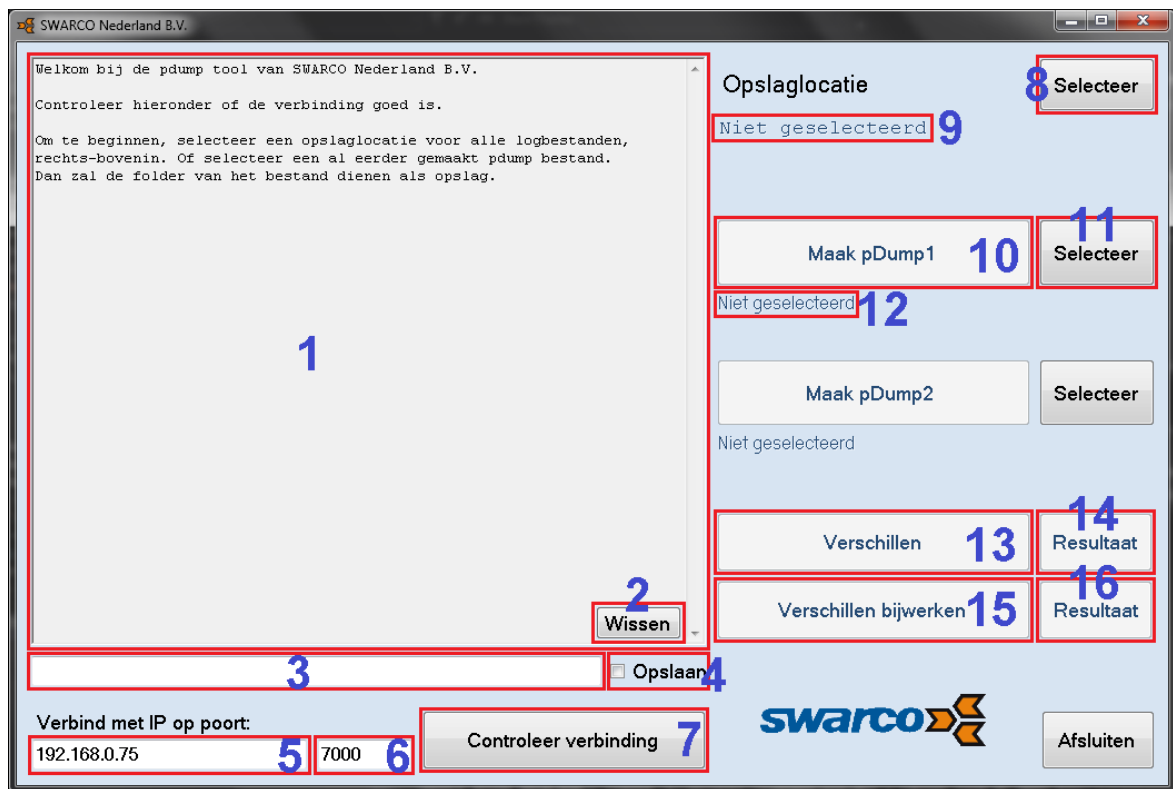 SWARCO Nederland B.V.
Welkom bij de pdump tool van SWARCO Nederland B.V.
Controleer hieronder of de verbinding goed is.
Om te beginnen, selecteer een opslaglocatie voor alle logbestanden,
rechts-bovenin. Of selecteer een al eerder gemaakt pdump bestand.
Dan zal de folder van het bestand dienen als opslag.
1
2
Wissen
3
Opslaan
4
Verbind met IP op poort:
192.168.0.75
5
7000
6
Controleer verbinding
7
Opslaglocatie
8
Selecteer
Niet geselecteerd
9
Maak pDump1
10
11
Selecteer
Niet geselecteerd
12
Maak pDump2
Selecteer
Niet geselecteerd
Verschillen
13
14
Resultaat
Verschillen bijwerken
15
16
Resultaat
swarco
Afsluiten